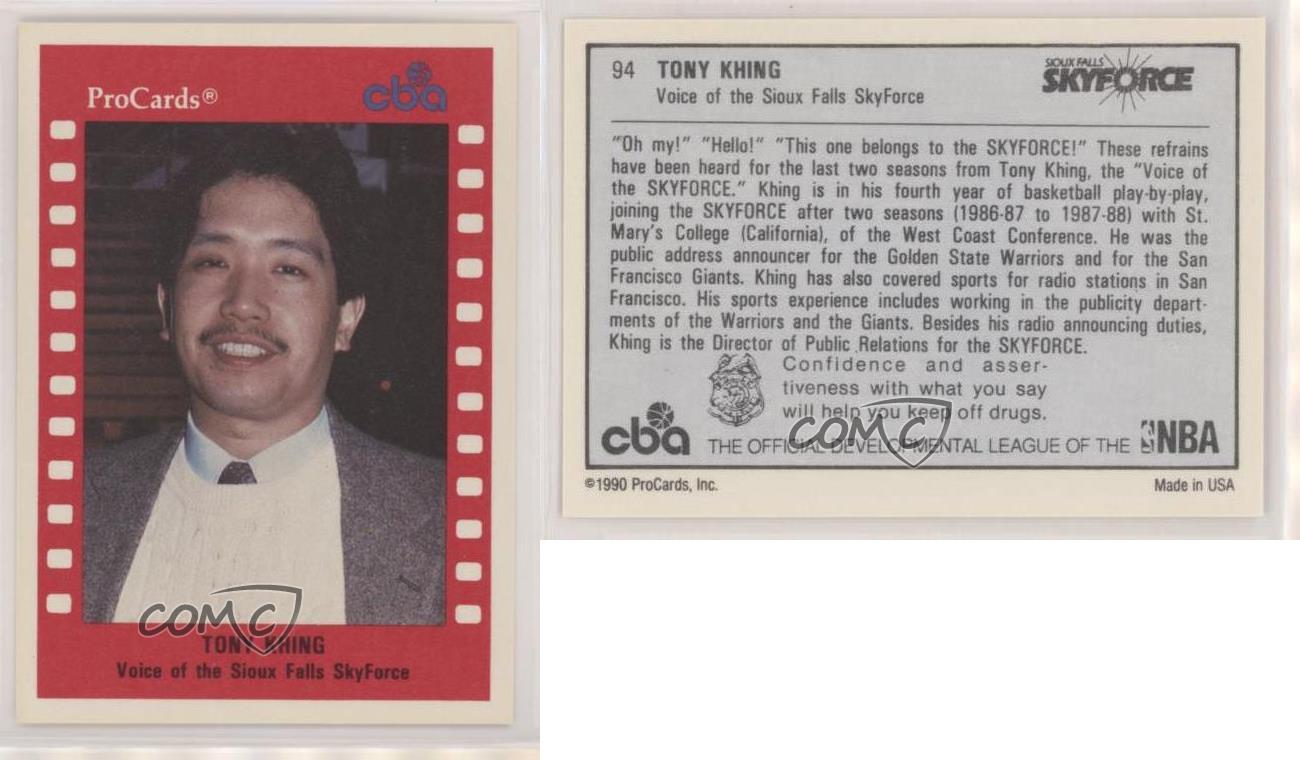 ProCards®
cba
COMC
TONY KHING
Voice of the Sioux Falls SkyForce
94 TONY KHING
Voice of the Sioux Falls SkyForce
SIOUX FALLS
SKYFORCE
"Oh my!" "Hello!" "This one belongs to the SKYFORCE!" These refrains
have been heard for the last two seasons from Tony Khing, the "Voice of
the SKYFORCE." Khing is in his fourth year of basketball play-by-play,
joining the SKYFORCE after two seasons (1986-87 to 1987-88) with St.
Mary's College (California), of the West Coast Conference. He was the
public address announcer for the Golden State Warriors and for the San
Francisco Giants. Khing has also covered sports for radio stations in San
Francisco. His sports experience includes working in the publicity depart-
ments of the Warriors and the Giants. Besides his radio announcing duties,
Khing is the Director of Public Relations for the SKYFORCE.
Confidence and asser-
tiveness with what you say
will help you keep off drugs.
COMC
cba THE OFFICIAL DEVELOPMENTAL LEAGUE OF THE NBA
©1990 ProCards, Inc. Made in USA